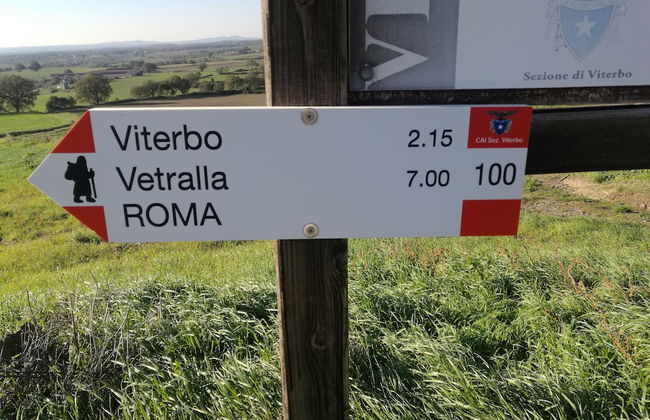 Sezione di Viterbo
Viterbo 2.15
Vetralla 7.00
ROMA
CAI Sez. Viterbo
100